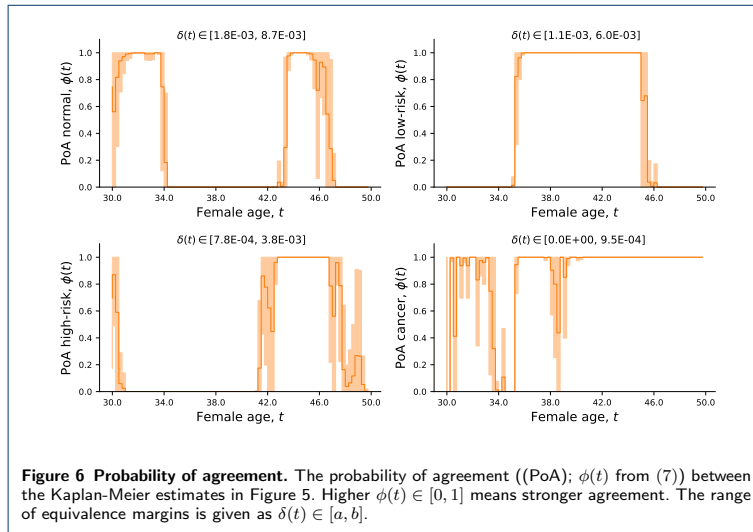 δ(t) ∈ [1.8E-03, 8.7E-03]
PoA normal, ϕ(t)
1.0
0.8
0.6
0.4
0.2
0.0
30.0 34.0 38.0 42.0 46.0 50.0
Female age, t
δ(t) ∈ [1.1E-03, 6.0E-03]
PoA low-risk, ϕ(t)
1.0
0.8
0.6
0.4
0.2
0.0
30.0 34.0 38.0 42.0 46.0 50.0
Female age, t
δ(t) ∈ [7.8E-04, 3.8E-03]
PoA high-risk, ϕ(t)
1.0
0.8
0.6
0.4
0.2
0.0
30.0 34.0 38.0 42.0 46.0 50.0
Female age, t
δ(t) ∈ [0.0E+00, 9.5E-04]
PoA cancer, ϕ(t)
1.0
0.8
0.6
0.4
0.2
0.0
30.0 34.0 38.0 42.0 46.0 50.0
Female age, t
Figure 6 Probability of agreement. The probability of agreement ((PoA); ϕ(t) from (7)) between
the Kaplan-Meier estimates in Figure 5. Higher ϕ(t) ∈ [0, 1] means stronger agreement. The range
of equivalence margins is given as δ(t) ∈ [a, b].